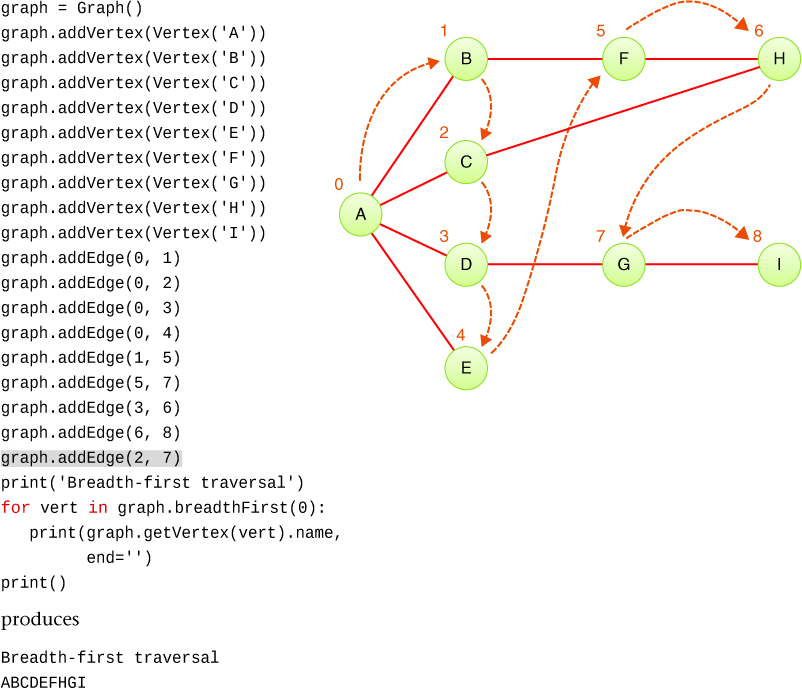 graph = Graph()
graph.addVertex(Vertex('A'))
graph.addVertex(Vertex('B'))
graph.addVertex(Vertex('C'))
graph.addVertex(Vertex('D'))
graph.addVertex(Vertex('E'))
graph.addVertex(Vertex('F'))
graph.addVertex(Vertex('G'))
graph.addVertex(Vertex('H'))
graph.addVertex(Vertex('I'))
graph.addEdge(0, 1)
graph.addEdge(0, 2)
graph.addEdge(0, 3)
graph.addEdge(0, 4)
graph.addEdge(1, 5)
graph.addEdge(5, 7)
graph.addEdge(3, 6)
graph.addEdge(6, 8)
graph.addEdge(2, 7)
print('Breadth-first traversal')
for vert in graph.breadthFirst(0):
   print(graph.getVertex(vert).name,
         end='')
print()
produces
Breadth-first traversal
ABCDEFHGI
1 5 6
B F H
2
C
0
A
3 7 8
D G I
4
E